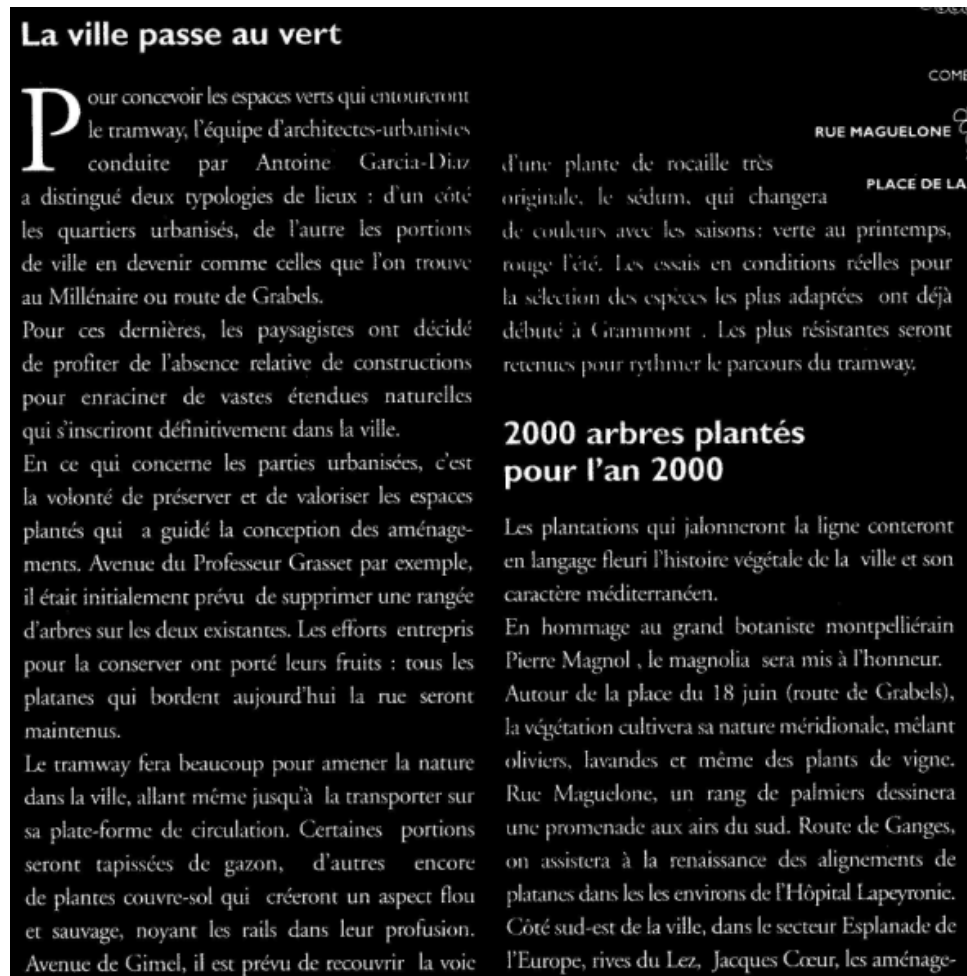 La ville passe au vert
Pour concevoir les espaces verts qui entoureront
le tramway, l'équipe d'architectes-urbanistes
conduite par Antoine Garcia-Diaz
a distingué deux typologies de lieux : d'un côté
les quartiers urbanisés, de l'autre les portions
de ville en devenir comme celles que l'on trouve
au Millénaire ou route de Grabels.
Pour ces dernières, les paysagistes ont décidé
de profiter de l'absence relative de constructions
pour enraciner de vastes étendues naturelles
qui s'inscriront définitivement dans la ville.
En ce qui concerne les parties urbanisées, c'est
la volonté de préserver et de valoriser les espaces
plantés qui a guidé la conception des aménage-
ments. Avenue du Professeur Grasset par exemple,
il était initialement prévu de supprimer une rangée
d'arbres sur les deux existantes. Les efforts entrepris
pour la conserver ont porté leurs fruits : tous les
platanes qui bordent aujourd'hui la rue seront
maintenus.
Le tramway fera beaucoup pour amener la nature
dans la ville, allant même jusqu'à la transporter sur
sa plate-forme de circulation. Certaines portions
seront tapissées de gazon, d'autres encore
de plantes couvre-sol qui créeront un aspect flou
et sauvage, noyant les rails dans leur profusion.
Avenue de Gimel, il est prévu de recouvrir la voie
COME
RUE MAGUELONE
PLACE DE LA
d'une plante de rocaille très
originale, le sédum, qui changera
de couleurs avec les saisons: verte au printemps,
rouge l'été. Les essais en conditions réelles pour
la sélection des espèces les plus adaptées ont déjà
débuté à Grammont . Les plus résistantes seront
retenues pour rythmer le parcours du tramway.
2000 arbres plantés
pour l'an 2000
Les plantations qui jalonneront la ligne conteront
en langage fleuri l'histoire végétale de la ville et son
caractère méditerranéen.
En hommage au grand botaniste montpelliérain
Pierre Magnol , le magnolia sera mis à l'honneur.
Autour de la place du 18 juin (route de Grabels),
la végétation cultivera sa nature méridionale, mêlant
oliviers, lavandes et même des plants de vigne.
Rue Maguelone, un rang de palmiers dessinera
une promenade aux airs du sud. Route de Ganges,
on assistera à la renaissance des alignements de
platanes dans les les environs de l'Hôpital Lapeyronie.
Côté sud-est de la ville, dans le secteur Esplanade de
l'Europe, rives du Lez, Jacques Cœur, les aménage-